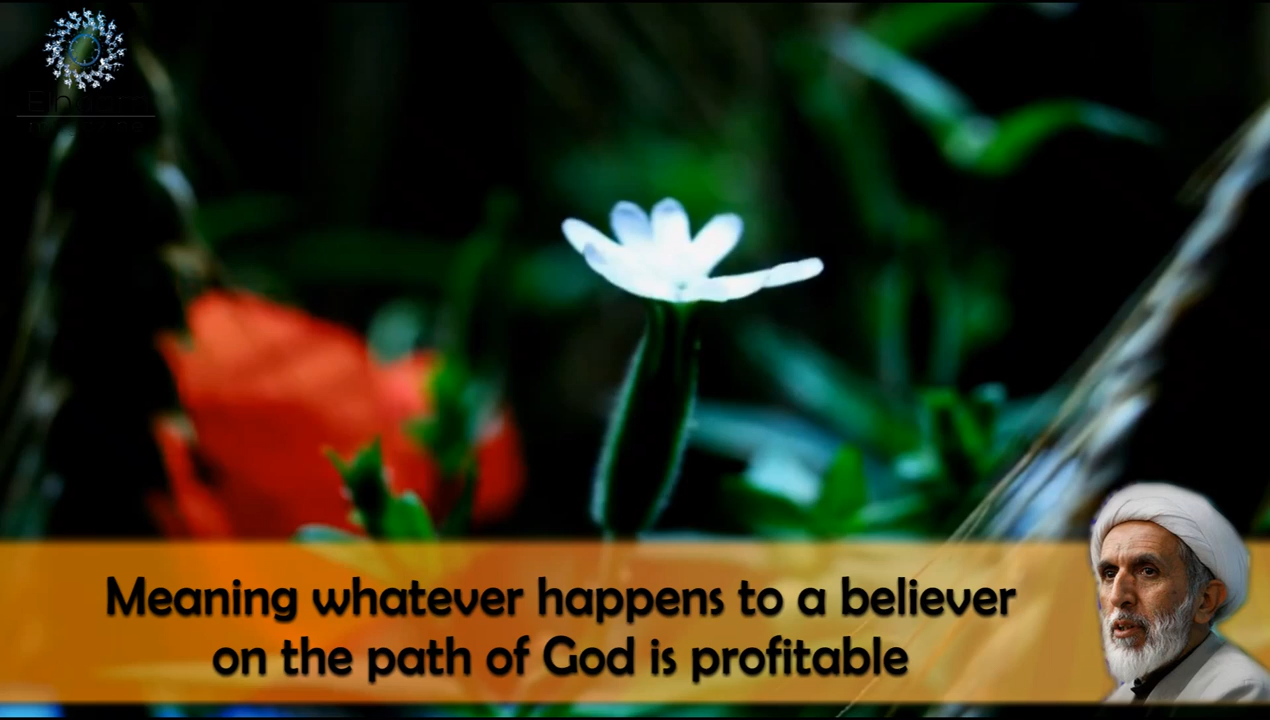 Meaning whatever happens to a believer
on the path of God is profitable